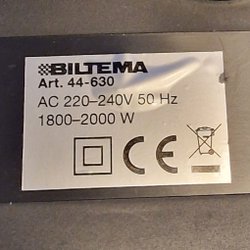 BILTEMA
Art. 44-630
AC 220–240V 50 Hz
1800–2000 W
CE